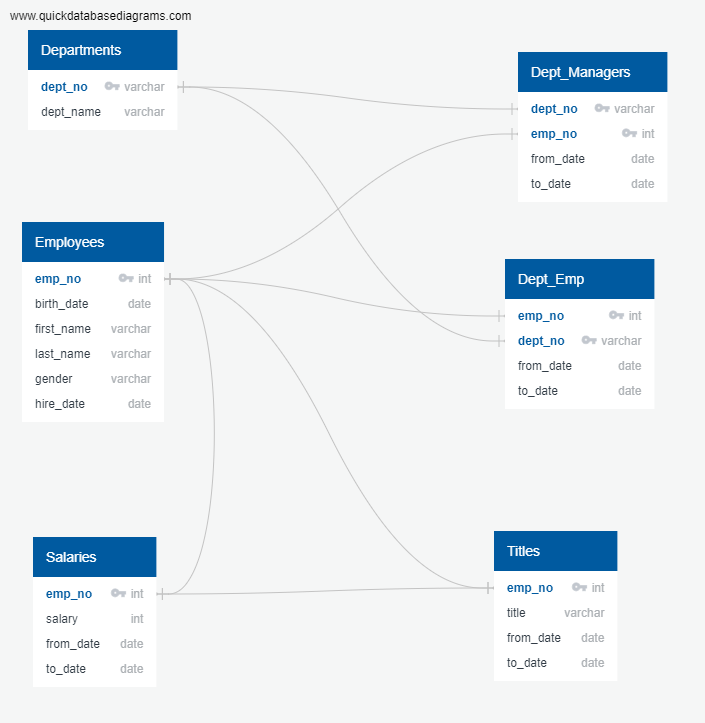 www.quickdatabasediagrams.com
Departments
dept_no varchar
dept_name varchar
Dept_Managers
dept_no varchar
emp_no int
from_date date
to_date date
Employees
emp_no int
birth_date date
first_name varchar
last_name varchar
gender varchar
hire_date date
Dept_Emp
emp_no int
dept_no varchar
from_date date
to_date date
Salaries
emp_no int
salary int
from_date date
to_date date
Titles
emp_no int
title varchar
from_date date
to_date date